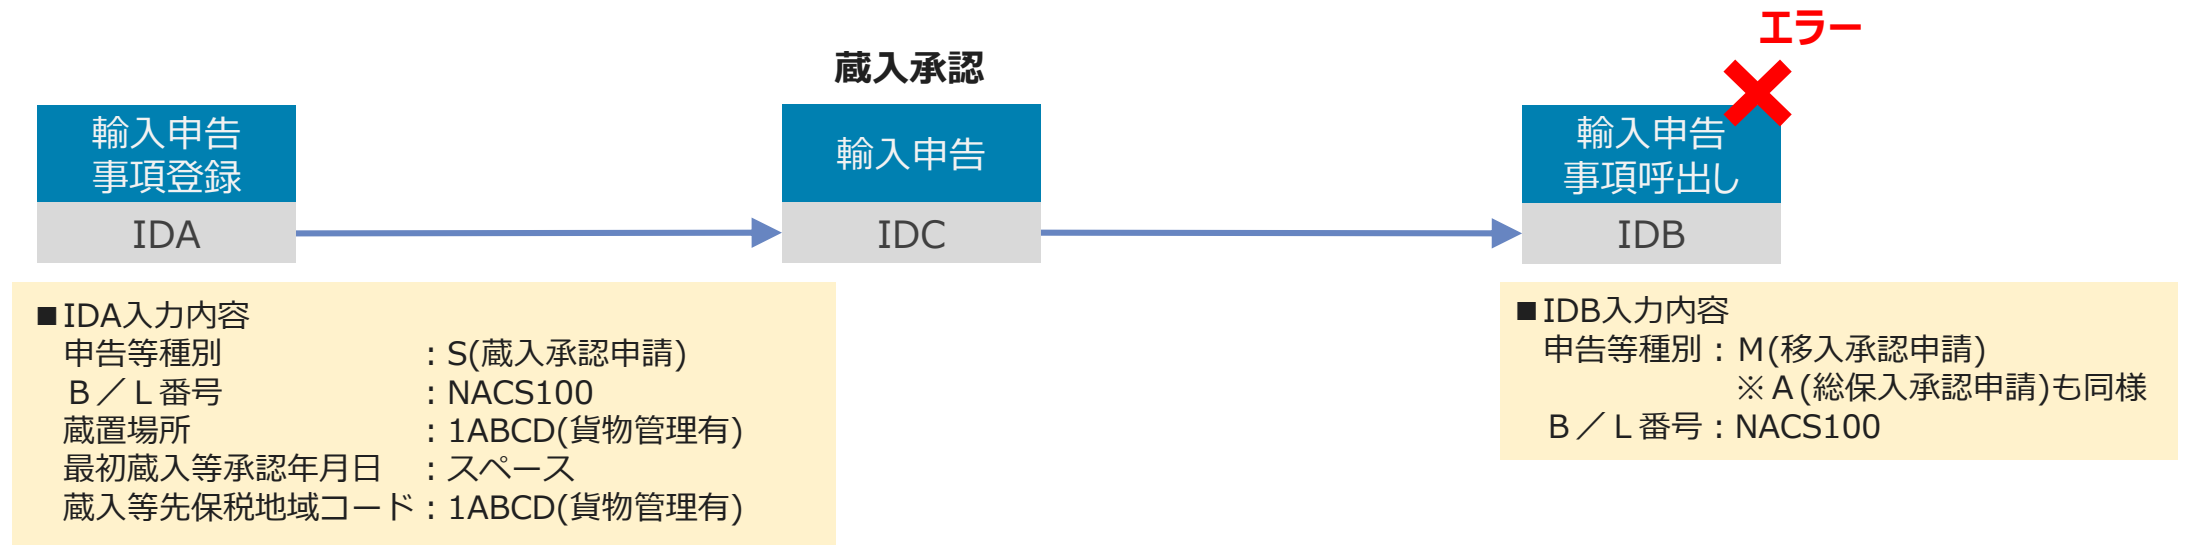 エラー
蔵入承認
輸入申告
事項登録
IDA
輸入申告
IDC
輸入申告
事項呼出し
IDB
■IDA入力内容
申告等種別 : S(蔵入承認申請)
B/L番号 : NACS100
蔵置場所 : 1ABCD(貨物管理有)
最初蔵入等承認年月日 : スペース
蔵入等先保税地域コード : 1ABCD(貨物管理有)
■IDB入力内容
申告等種別 : M(移入承認申請)
※A(総保入承認申請)も同様
B/L番号 : NACS100